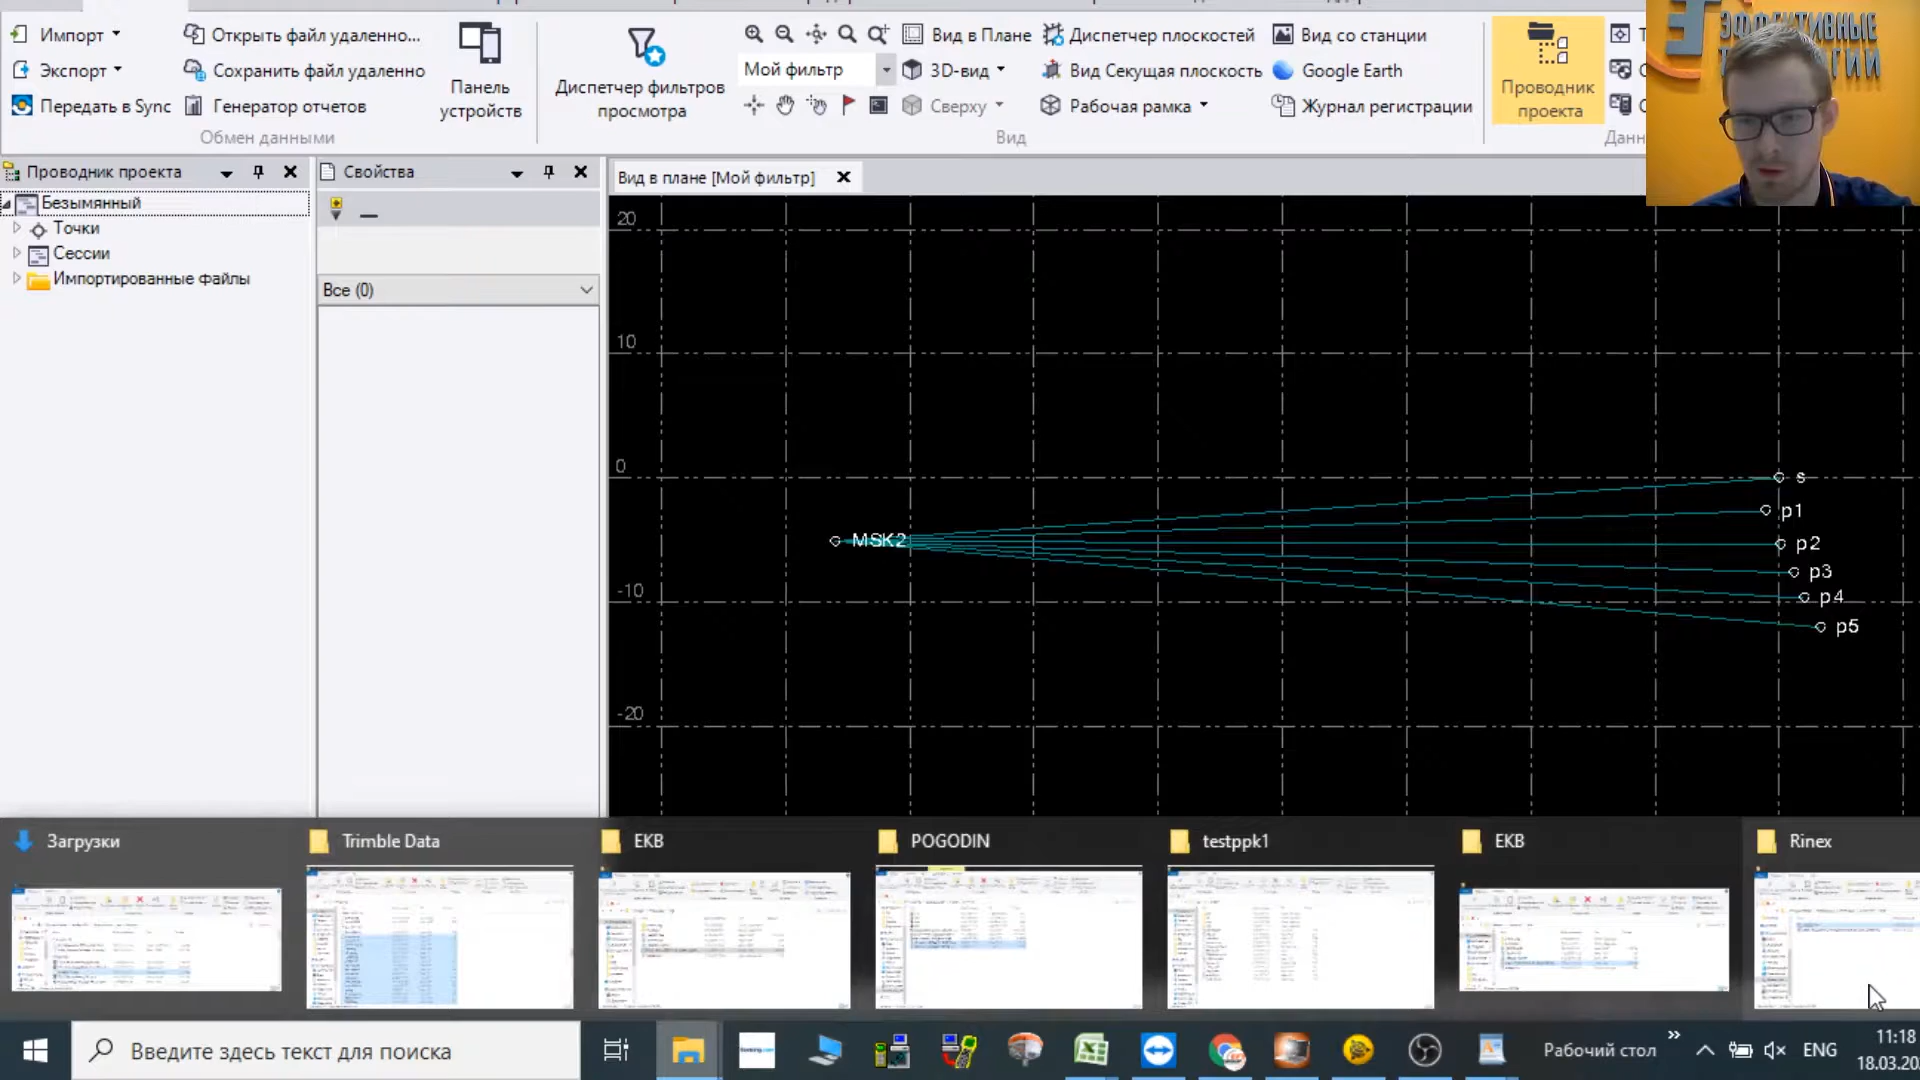 Импорт
Экспорт
Передать в Sync
Открыть файл удаленно...
Сохранить файл удаленно
Генератор отчетов
Обмен данными
Панель
устройств
Диспетчер фильтров
просмотра
Мой фильтр
Вид в Плане
3D-вид
Сверху
Диспетчер плоскостей
Вид Секущая плоскость
Рабочая рамка
Вид со станции
Google Earth
Журнал регистрации
Вид
Проводник
проекта
ЭФФЕКТИВНЫЕ
Проводник проекта
Безымянный
Точки
Сессии
Импортированные файлы
Свойства
Все (0)
Вид в плане [Мой фильтр]
20
10
0
-10
-20
MSK2
s
p1
p2
p3
p4
p5
Загрузки
Trimble Data
EKB
POGODIN
testppk1
EKB
Rinex
Введите здесь текст для поиска
Рабочий стол
ENG
11:18
18.03.20